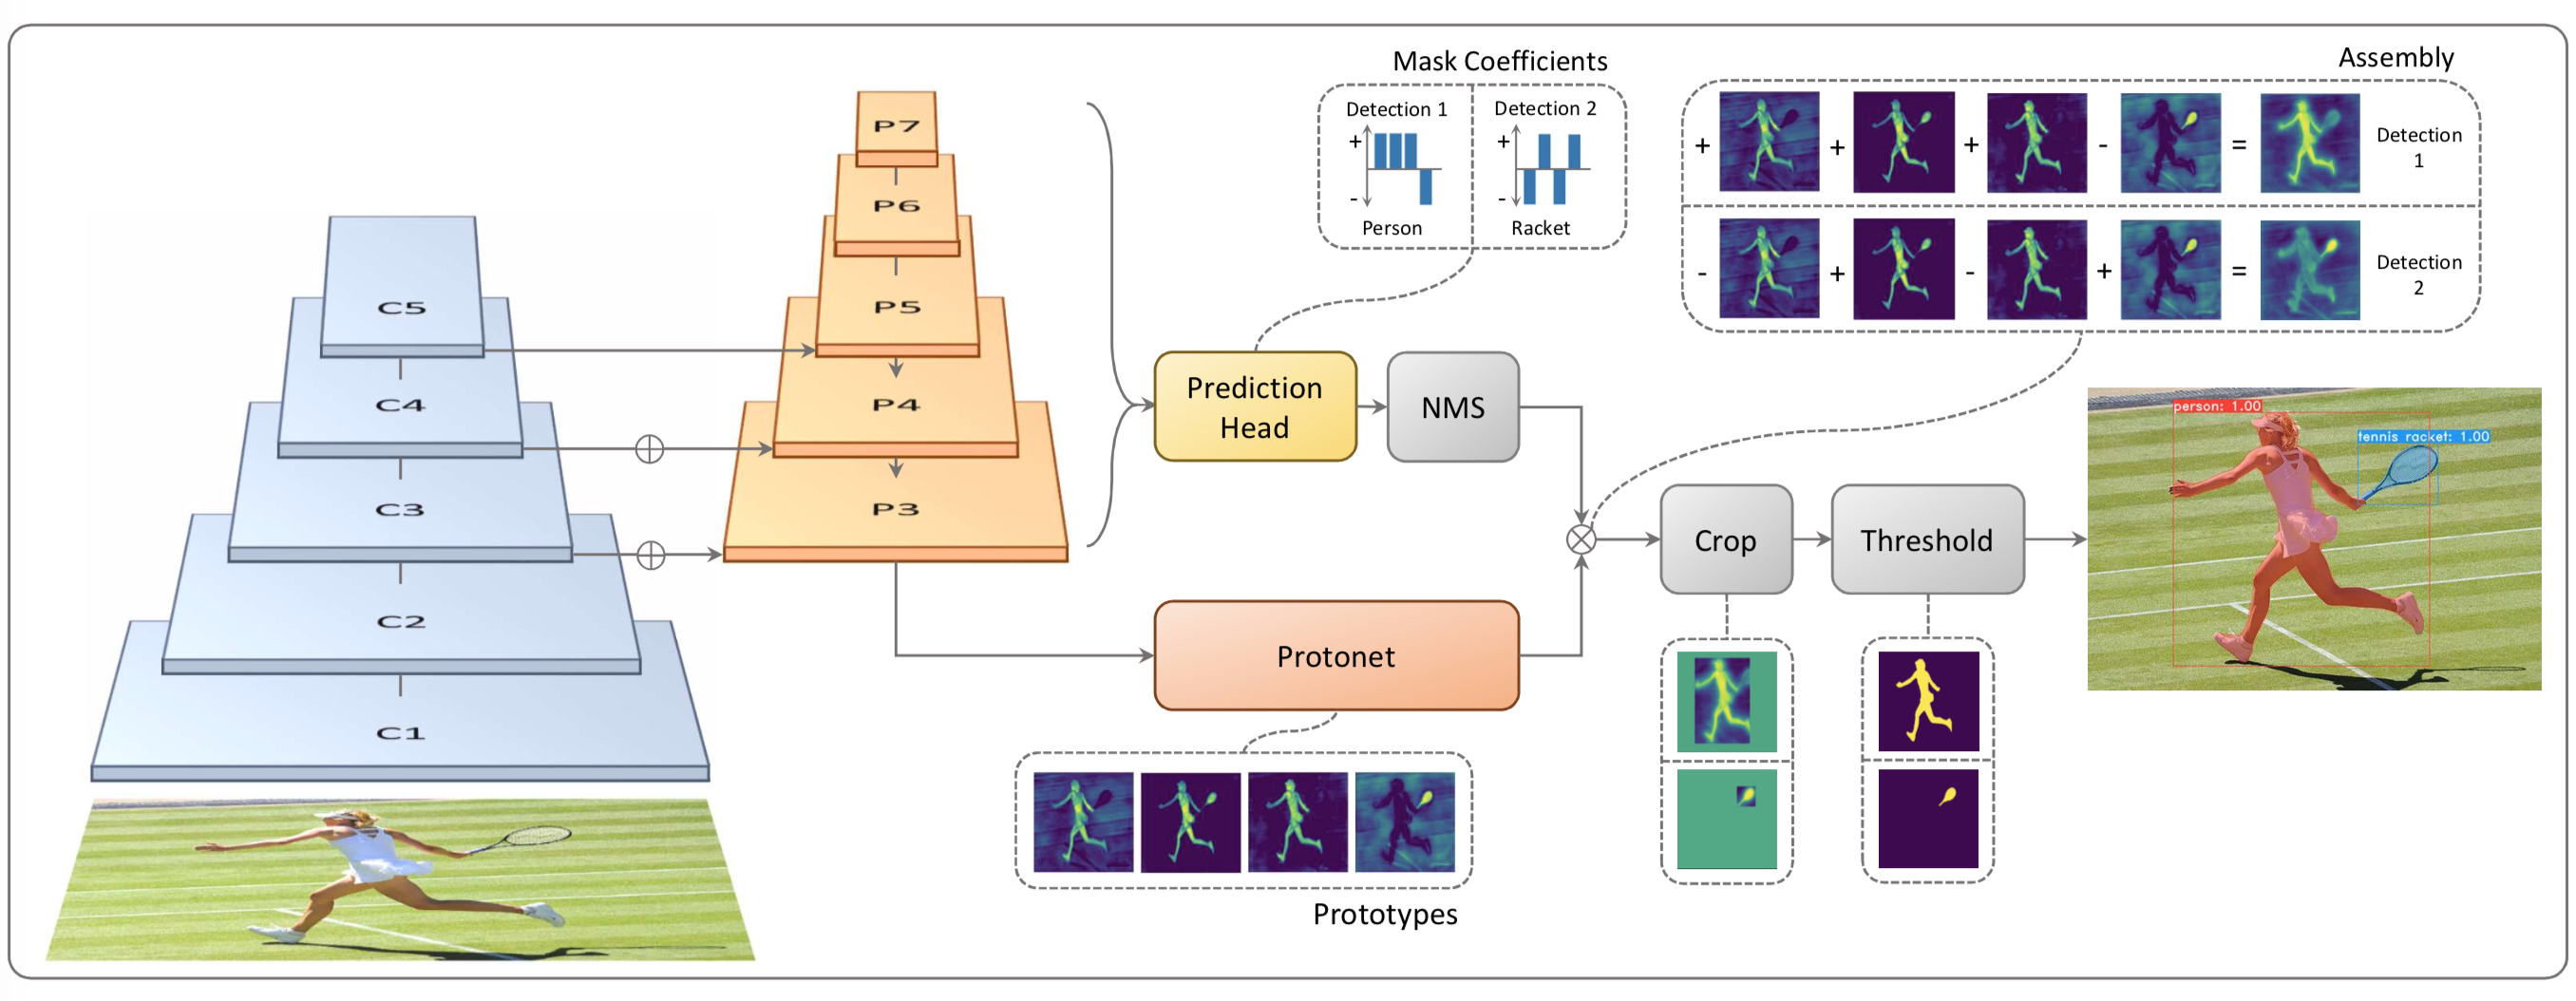 Mask Coefficients
Detection 1
+
-
Person
Detection 2
+
-
Racket
Assembly
+ + + - =
Detection
1
- + - + =
Detection
2
P7
P6
P5
P4
P3
C5
C4
C3
C2
C1
Prediction
Head
NMS
Crop
Threshold
Protonet
Prototypes
person: 1.00
tennis racket: 1.00